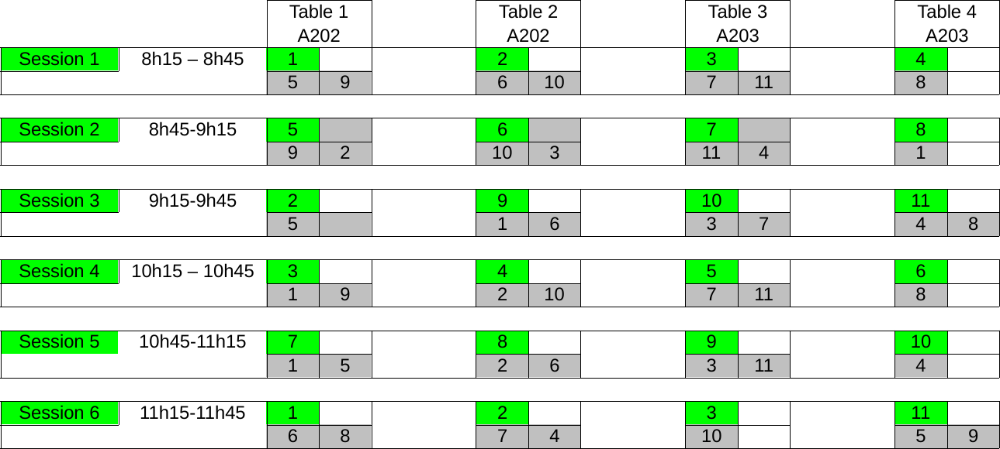 Table 1 Table 2 Table 3 Table 4
A202 A202 A203 A203
Session 1 8h15 – 8h45 1 2 3 4
5 9 6 10 7 11 8
Session 2 8h45-9h15 5 6 7 8
9 2 10 3 11 4 1
Session 3 9h15-9h45 2 9 10 11
5 1 6 3 7 4 8
Session 4 10h15 – 10h45 3 4 5 6
1 9 2 10 7 11 8
Session 5 10h45-11h15 7 8 9 10
1 5 2 6 3 11 4
Session 6 11h15-11h45 1 2 3 11
6 8 7 4 10 5 9